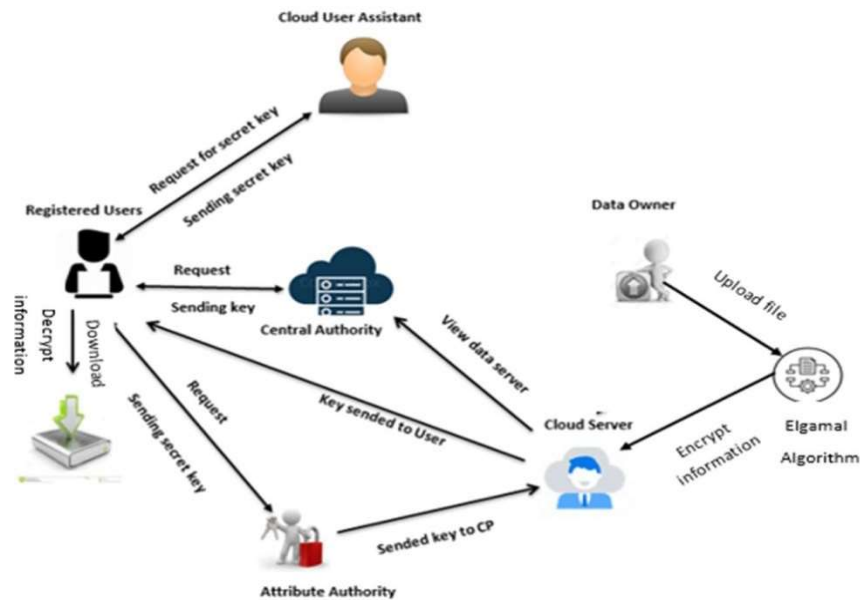 Cloud User Assistant
Request for secret key
Sending secret key
Registered Users
Data Owner
Request
Sending key
Central Authority
Upload file
Decrypt
information
Download
View data server
Key sended to User
Request
Sending secret key
Cloud Server
Encrypt
information
Elgamal
Algorithm
Sended key to CP
Attribute Authority